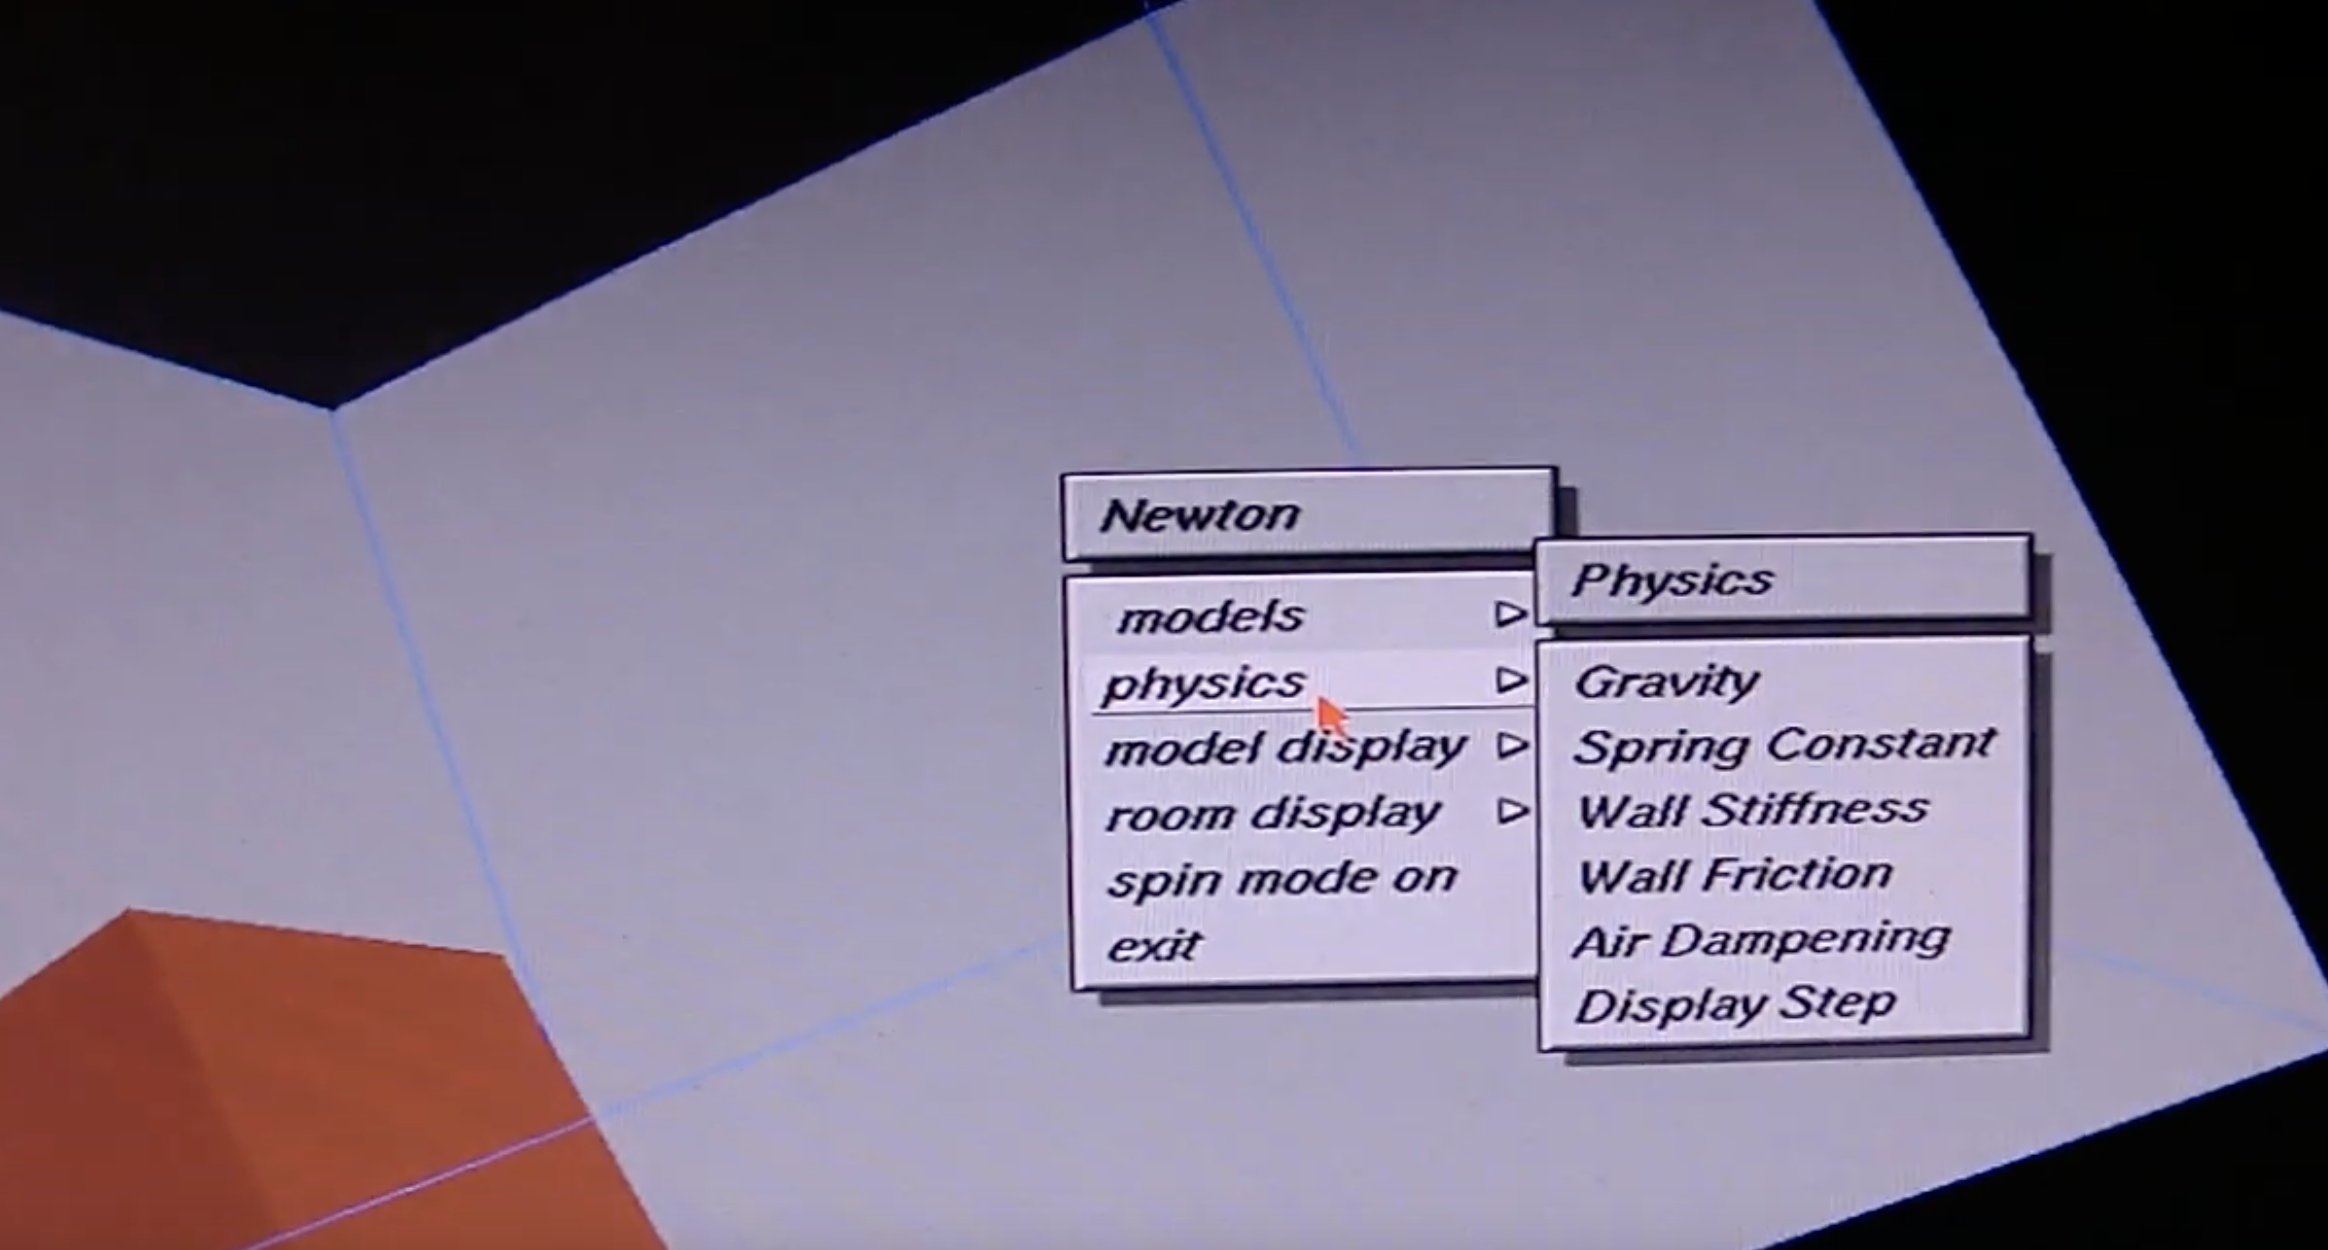 Newton
models
physics
model display
room display
spin mode on
exit
Physics
Gravity
Spring Constant
Wall Stiffness
Wall Friction
Air Dampening
Display Step